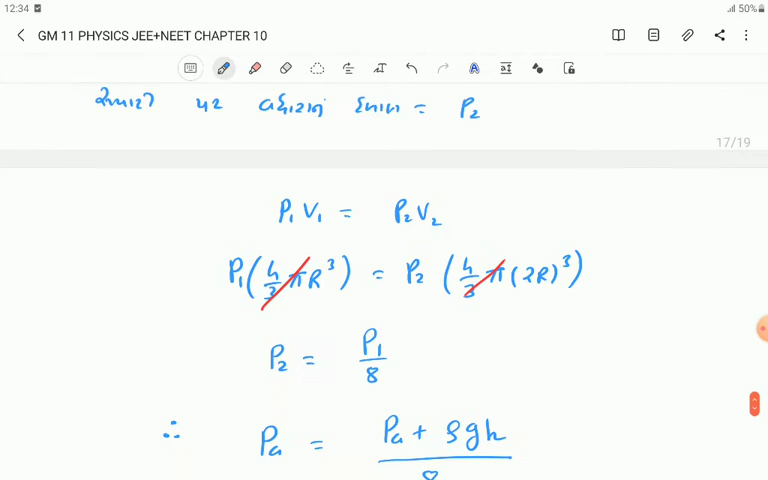 12:34
50%
GM 11 PHYSICS JEE+NEET CHAPTER 10
પર = P₂
17/19
P₁V₁ = P₂V₂
P₁(4/3 πR³) = P₂ (4/3 π(2R)³)
P₂ = P₁/8
∴ Pa = Pa + ρgh / 8